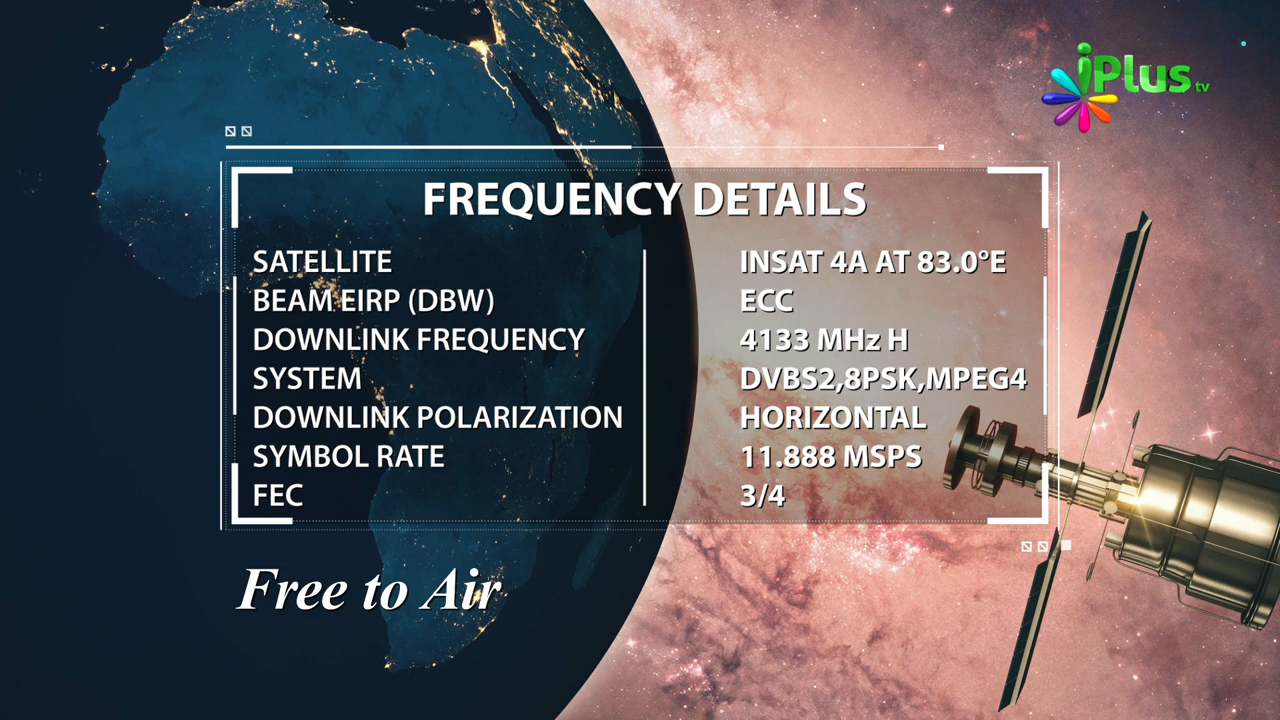 iPlus tv
FREQUENCY DETAILS
SATELLITE INSAT 4A AT 83.0°E
BEAM EIRP (DBW) ECC
DOWNLINK FREQUENCY 4133 MHz H
SYSTEM DVBS2,8PSK,MPEG4
DOWNLINK POLARIZATION HORIZONTAL
SYMBOL RATE 11.888 MSPS
FEC 3/4
Free to Air